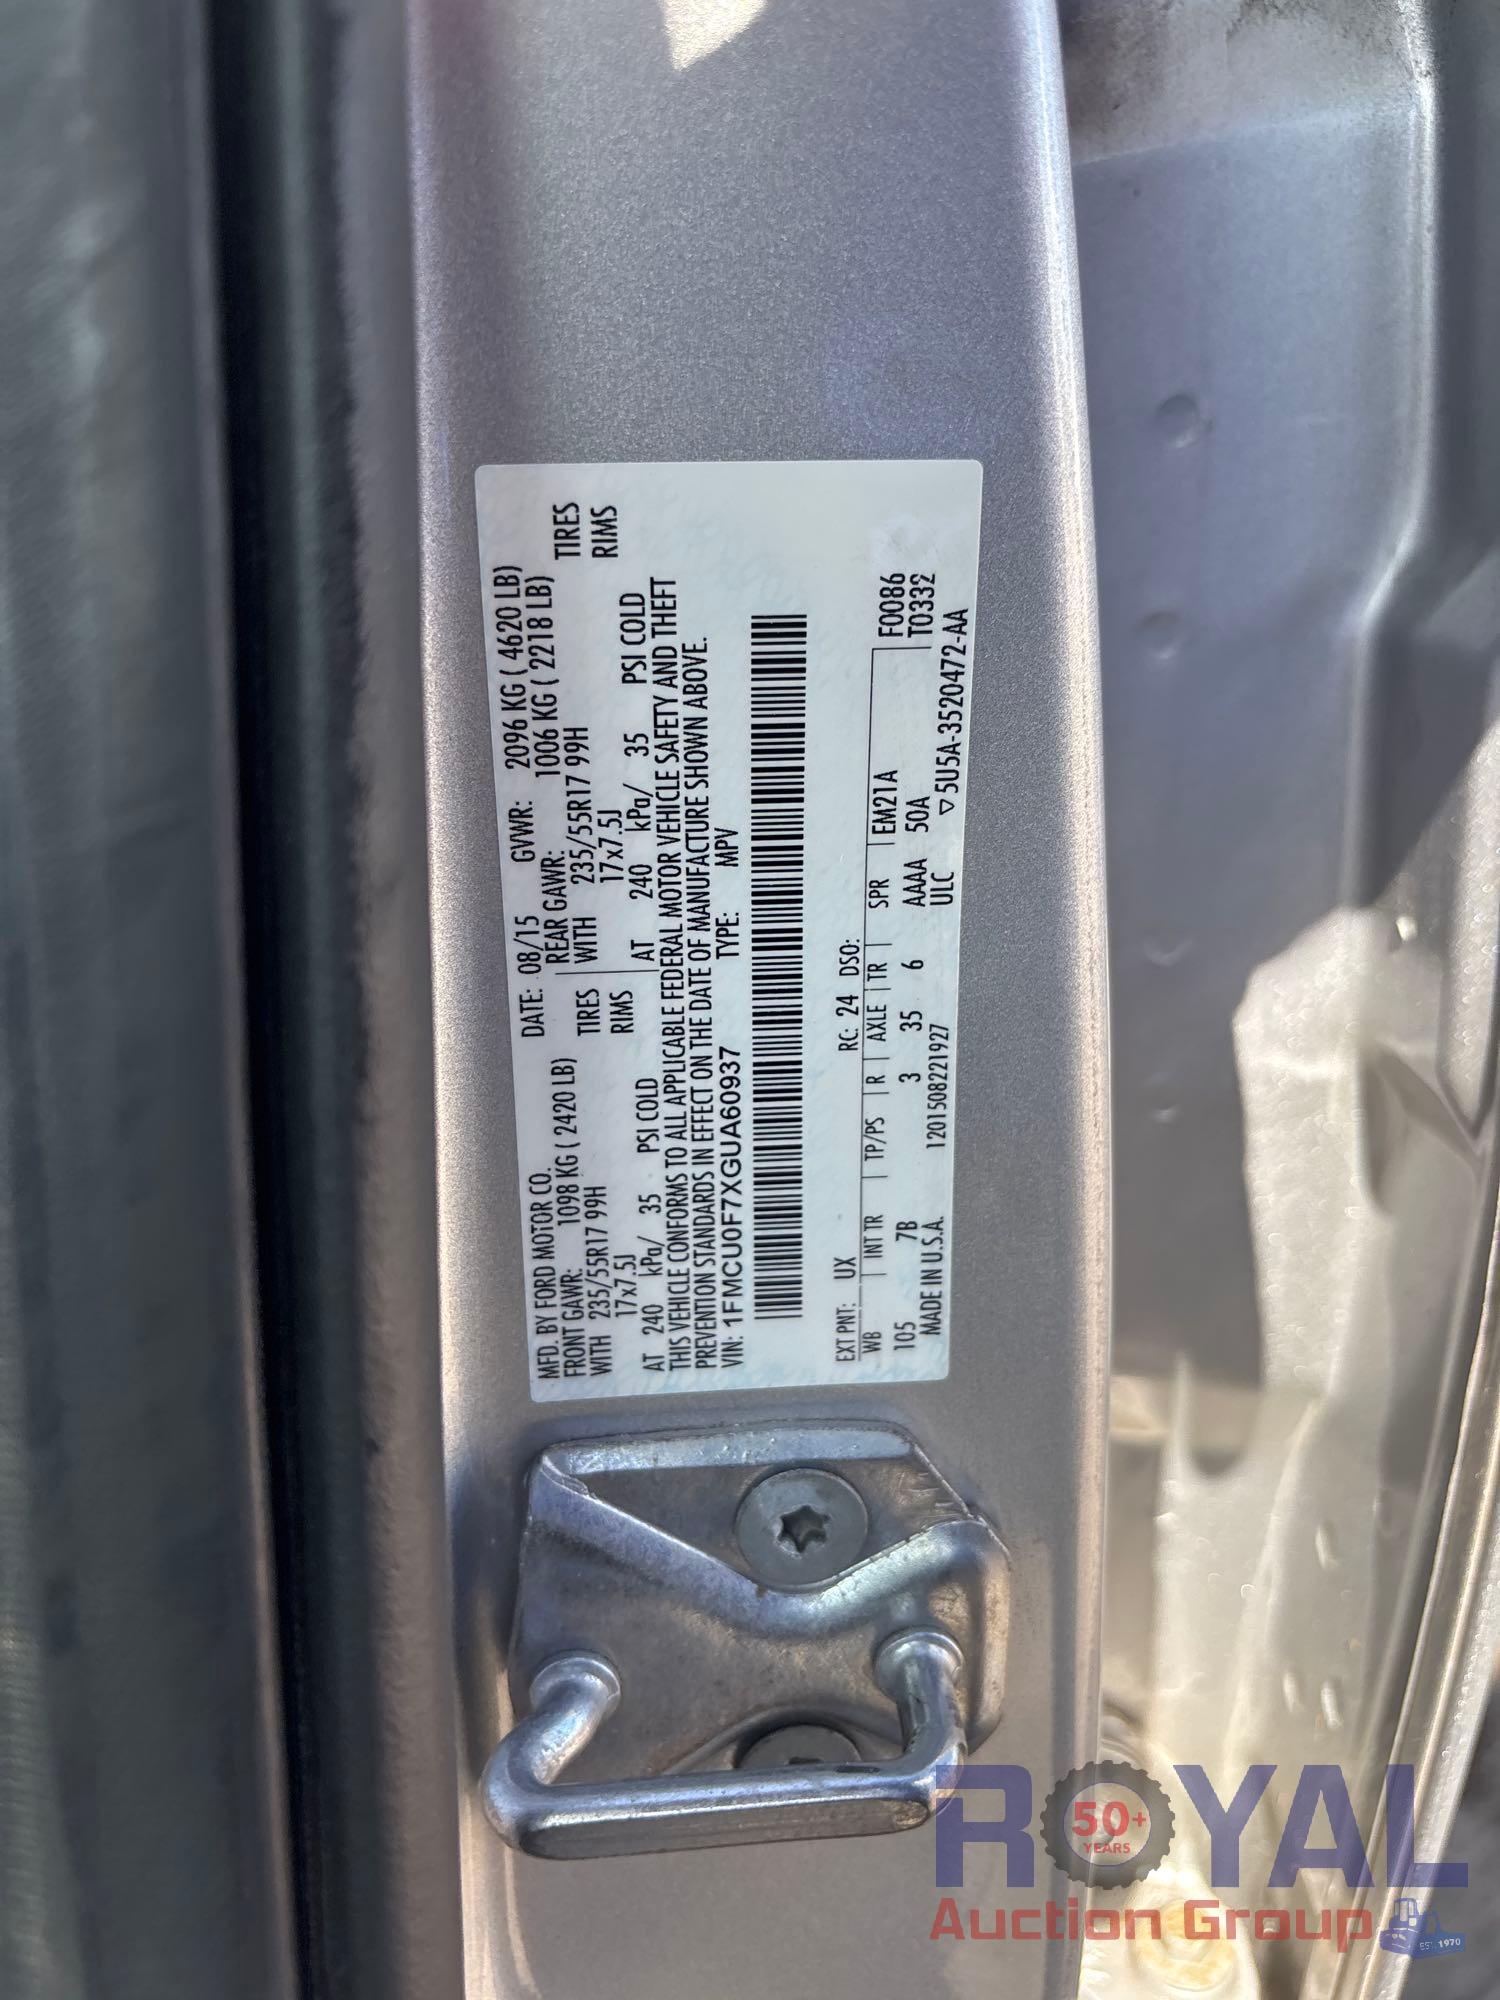 MFD. BY FORD MOTOR CO. DATE: 08/15 GVWR: 2096 KG ( 4620 LB)
FRONT GAWR: 1098 KG ( 2420 LB) REAR GAWR: 1006 KG ( 2218 LB)
WITH 235/55R17 99H TIRES WITH 235/55R17 99H TIRES
17x7.5J RIMS 17x7.5J RIMS
AT 240 kPa/ 35 PSI COLD AT 240 kPa/ 35 PSI COLD
THIS VEHICLE CONFORMS TO ALL APPLICABLE FEDERAL MOTOR VEHICLE SAFETY AND THEFT
PREVENTION STANDARDS IN EFFECT ON THE DATE OF MANUFACTURE SHOWN ABOVE.
VIN: 1FMCU0F7XGUA60937 TYPE: MPV
EXT PNT: UX RC: 24 DSO: F0086
WB INT TR TP/PS R AXLE TR SPR EM21A T0332
105 7B 3 35 6 AAAA 50A
MADE IN U.S.A. 1201508221927 ULC ▽5U5A-3520472-AA
ROYAL
50+
YEARS
Auction Group
EST. 1970